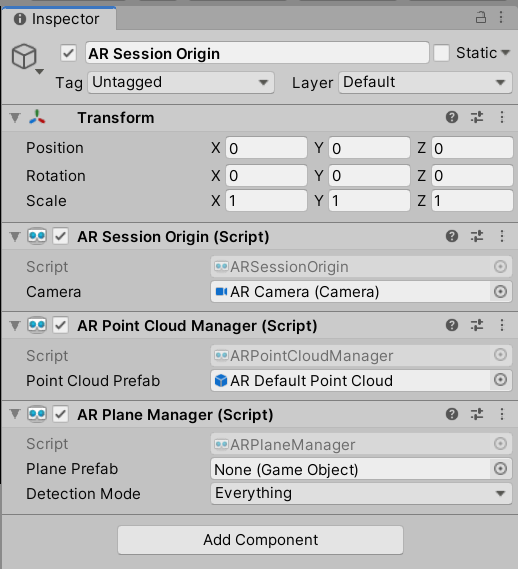 Inspector
AR Session Origin Static
Tag Untagged Layer Default
Transform
Position X 0 Y 0 Z 0
Rotation X 0 Y 0 Z 0
Scale X 1 Y 1 Z 1
AR Session Origin (Script)
Script ARSessionOrigin
Camera AR Camera (Camera)
AR Point Cloud Manager (Script)
Script ARPointCloudManager
Point Cloud Prefab AR Default Point Cloud
AR Plane Manager (Script)
Script ARPlaneManager
Plane Prefab None (Game Object)
Detection Mode Everything
Add Component